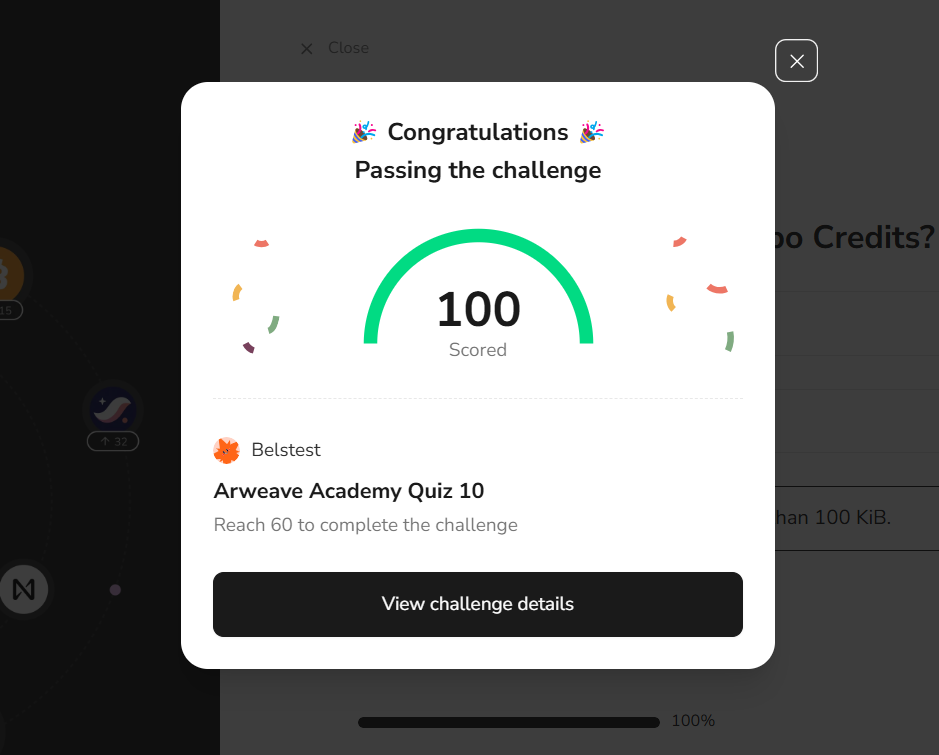 Close
🎉 Congratulations 🎉
Passing the challenge
oo Credits?
15
100
Scored
32
Belstest
Arweave Academy Quiz 10
han 100 KiB.
Reach 60 to complete the challenge
View challenge details
100%